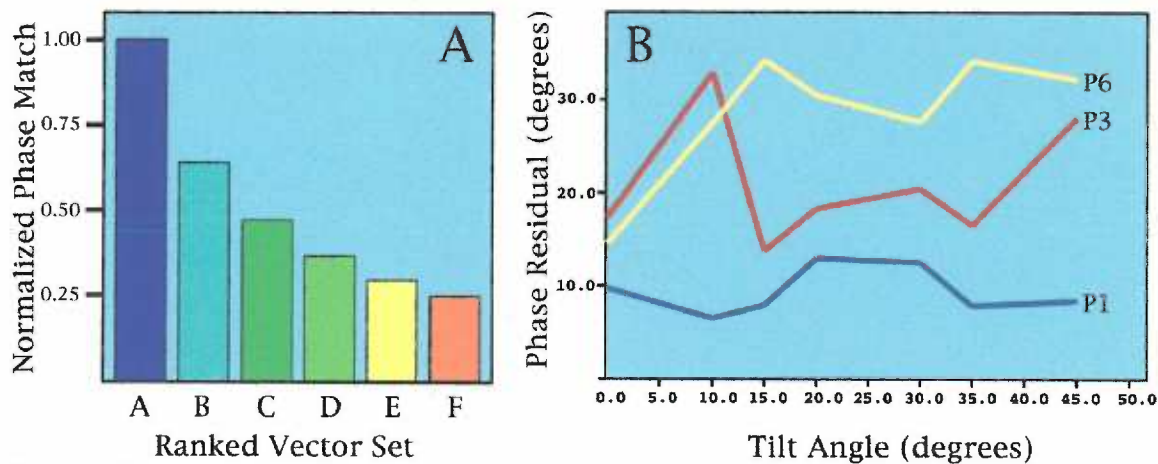 A
Normalized Phase Match
1.00
0.75
0.50
0.25
A B C D E F
Ranked Vector Set
B
Phase Residual (degrees)
30.0
20.0
10.0
P6
P3
P1
0.0 5.0 10.0 15.0 20.0 25.0 30.0 35.0 40.0 45.0 50.0
Tilt Angle (degrees)